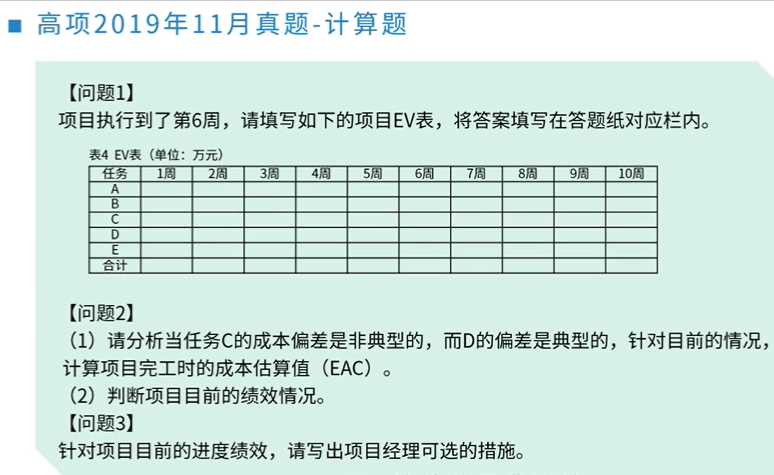 ■ 高项2019年11月真题-计算题
【问题1】
项目执行到了第6周，请填写如下的项目EV表，将答案填写在答题纸对应栏内。
表4 EV表（单位：万元）
任务 1周 2周 3周 4周 5周 6周 7周 8周 9周 10周
A
B
C
D
E
合计
【问题2】
（1）请分析当任务C的成本偏差是非典型的，而D的偏差是典型的，针对目前的情况，
计算项目完工时的成本估算值（EAC）。
（2）判断项目目前的绩效情况。
【问题3】
针对项目目前的进度绩效，请写出项目经理可选的措施。